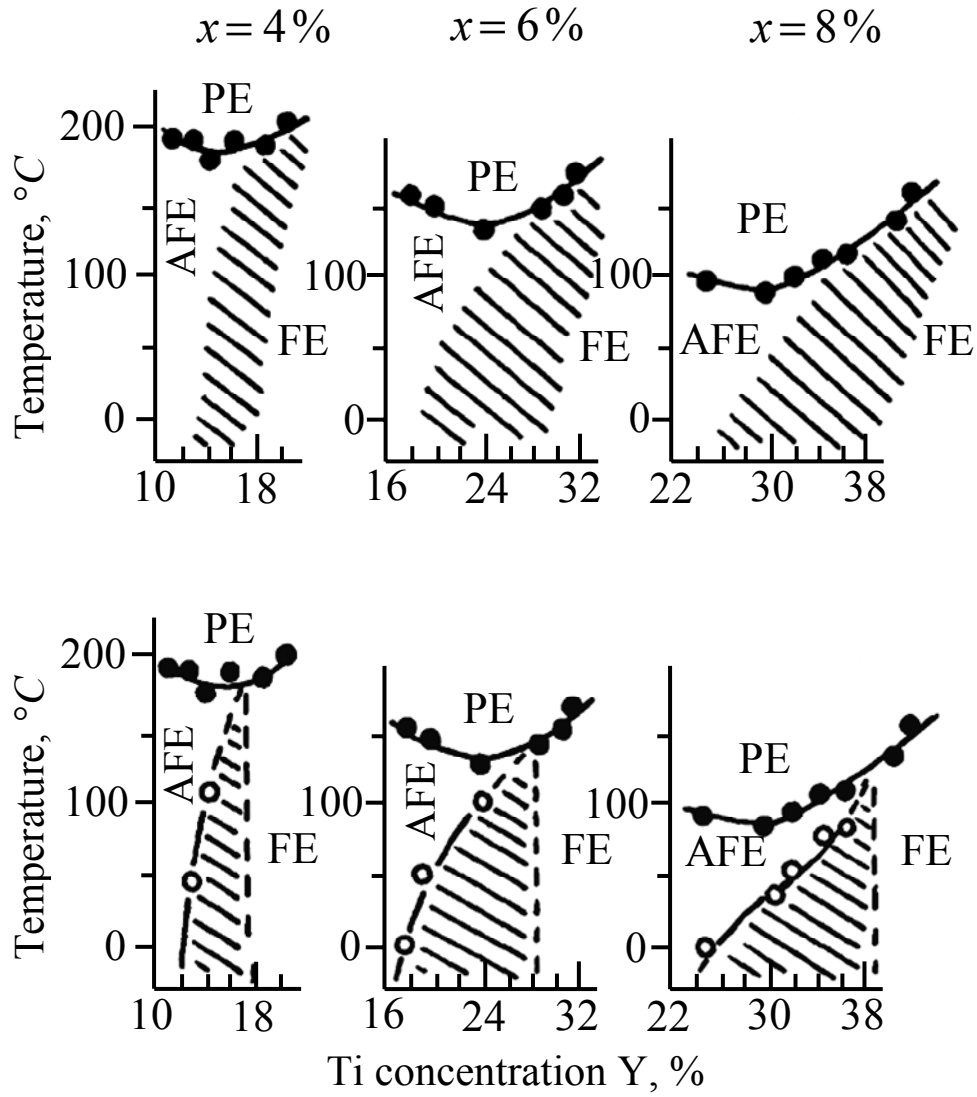 x = 4 % x = 6 % x = 8 %
PE
200
AFE
100
FE
0
10 18
Temperature, °C
PE
AFE
100
FE
0
16 24 32
PE
100
AFE FE
0
22 30 38
PE
200
AFE
100
FE
0
10 18
Temperature, °C
PE
AFE
100
FE
0
16 24 32
PE
100
AFE FE
0
22 30 38
Ti concentration Y, %